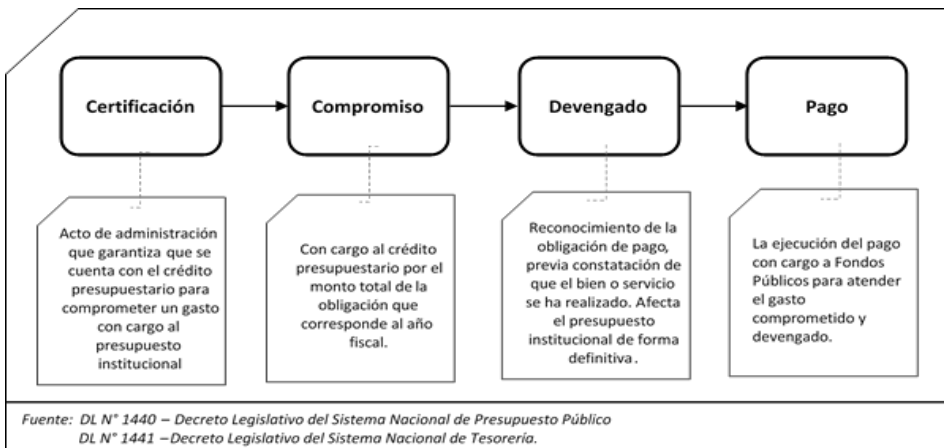 Certificación
Compromiso
Devengado
Pago
Acto de administración
que garantiza que se
cuenta con el crédito
presupuestario para
comprometer un gasto
con cargo al
presupuesto
institucional
Con cargo al crédito
presupuestario por el
monto total de la
obligación que
corresponde al año
fiscal.
Reconocimiento de la
obligación de pago,
previa constatación de
que el bien o servicio
se ha realizado. Afecta
el presupuesto
institucional de forma
definitiva.
La ejecución del pago
con cargo a Fondos
Públicos para atender
el gasto
comprometido y
devengado.
Fuente: DL N° 1440 – Decreto Legislativo del Sistema Nacional de Presupuesto Público
DL N° 1441 –Decreto Legislativo del Sistema Nacional de Tesorería.